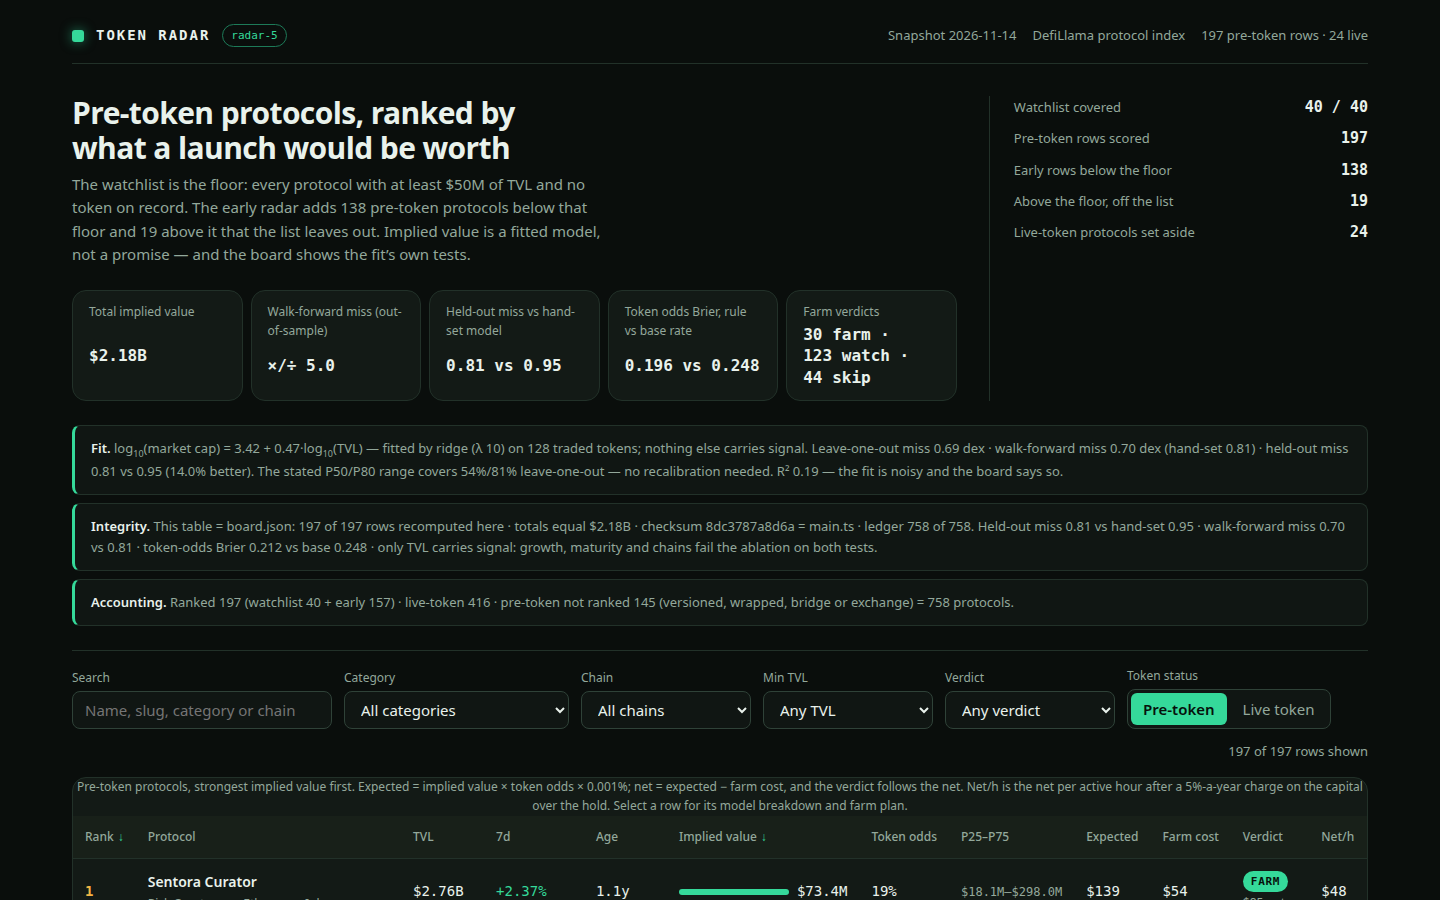 TOKEN RADAR radar-5
Snapshot 2026-11-14 DefiLlama protocol index 197 pre-token rows · 24 live
Pre-token protocols, ranked by
what a launch would be worth
The watchlist is the floor: every protocol with at least $50M of TVL and no
token on record. The early radar adds 138 pre-token protocols below that
floor and 19 above it that the list leaves out. Implied value is a fitted model,
not a promise — and the board shows the fit's own tests.
Watchlist covered 40 / 40
Pre-token rows scored 197
Early rows below the floor 138
Above the floor, off the list 19
Live-token protocols set aside 24
Total implied value
$2.18B
Walk-forward miss (out-
of-sample)
×/÷ 5.0
Held-out miss vs hand-
set model
0.81 vs 0.95
Token odds Brier, rule
vs base rate
0.196 vs 0.248
Farm verdicts
30 farm ·
123 watch ·
44 skip
Fit. log10(market cap) = 3.42 + 0.47·log10(TVL) — fitted by ridge (λ 10) on 128 traded tokens; nothing else carries signal. Leave-one-out miss 0.69 dex · walk-forward miss 0.70 dex (hand-set 0.81) · held-out miss
0.81 vs 0.95 (14.0% better). The stated P50/P80 range covers 54%/81% leave-one-out — no recalibration needed. R² 0.19 — the fit is noisy and the board says so.
Integrity. This table = board.json: 197 of 197 rows recomputed here · totals equal $2.18B · checksum 8dc3787a8d6a = main.ts · ledger 758 of 758. Held-out miss 0.81 vs hand-set 0.95 · walk-forward miss 0.70
vs 0.81 · token-odds Brier 0.212 vs base 0.248 · only TVL carries signal: growth, maturity and chains fail the ablation on both tests.
Accounting. Ranked 197 (watchlist 40 + early 157) · live-token 416 · pre-token not ranked 145 (versioned, wrapped, bridge or exchange) = 758 protocols.
Search Category Chain Min TVL Verdict Token status
Name, slug, category or chain All categories All chains Any TVL Any verdict Pre-token Live token
197 of 197 rows shown
Pre-token protocols, strongest implied value first. Expected = implied value × token odds × 0.001%; net = expected − farm cost, and the verdict follows the net. Net/h is the net per active hour after a 5%-a-year charge on the capital
over the hold. Select a row for its model breakdown and farm plan.
Rank ↓ Protocol TVL 7d Age Implied value ↓ Token odds P25–P75 Expected Farm cost Verdict Net/h
1 Sentora Curator $2.76B +2.37% 1.1y $73.4M 19% $18.1M–$298.0M $139 $54 FARM $48